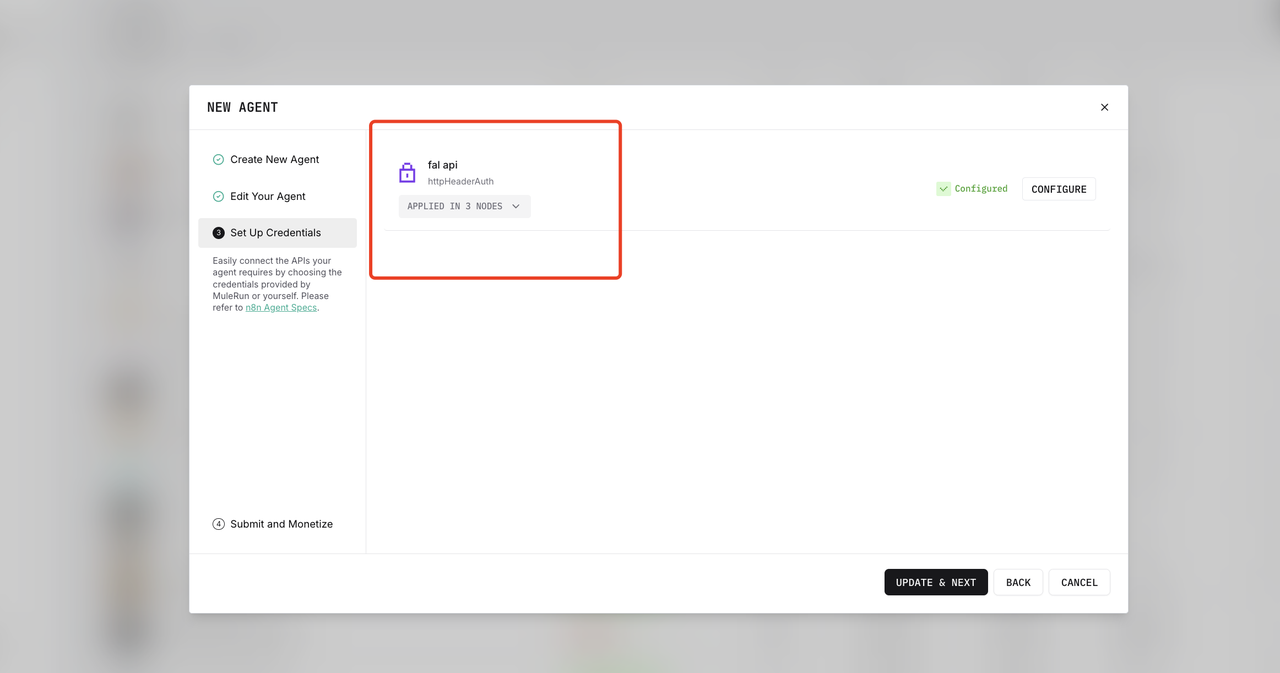 NEW AGENT
Create New Agent
Edit Your Agent
3 Set Up Credentials
Easily connect the APIs your
agent requires by choosing the
credentials provided by
MuleRun or yourself. Please
refer to n8n Agent Specs.
4 Submit and Monetize
fal api
httpHeaderAuth
APPLIED IN 3 NODES
Configured
CONFIGURE
UPDATE & NEXT
BACK
CANCEL